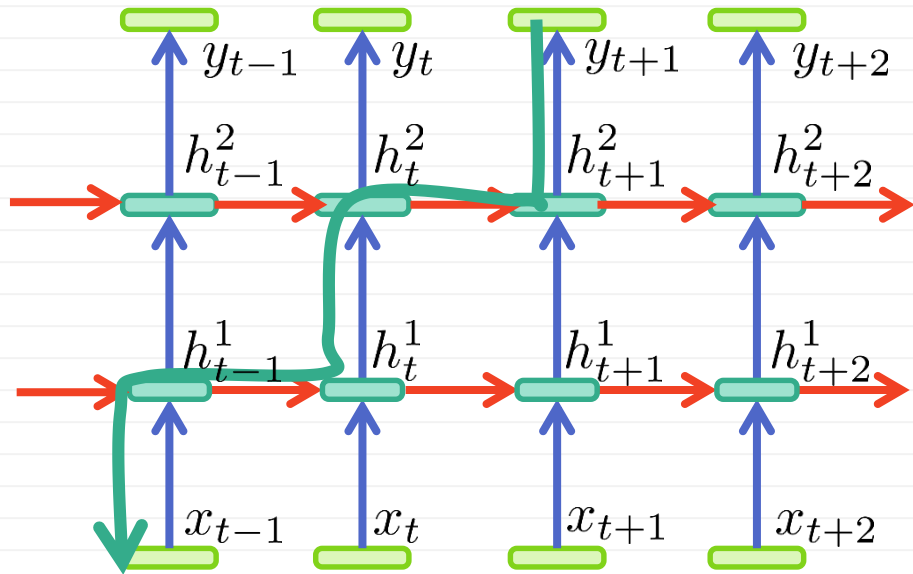 y_{t-1} y_t y_{t+1} y_{t+2}
h^2_{t-1} h^2_t h^2_{t+1} h^2_{t+2}
h^1_{t-1} h^1_t h^1_{t+1} h^1_{t+2}
x_{t-1} x_t x_{t+1} x_{t+2}